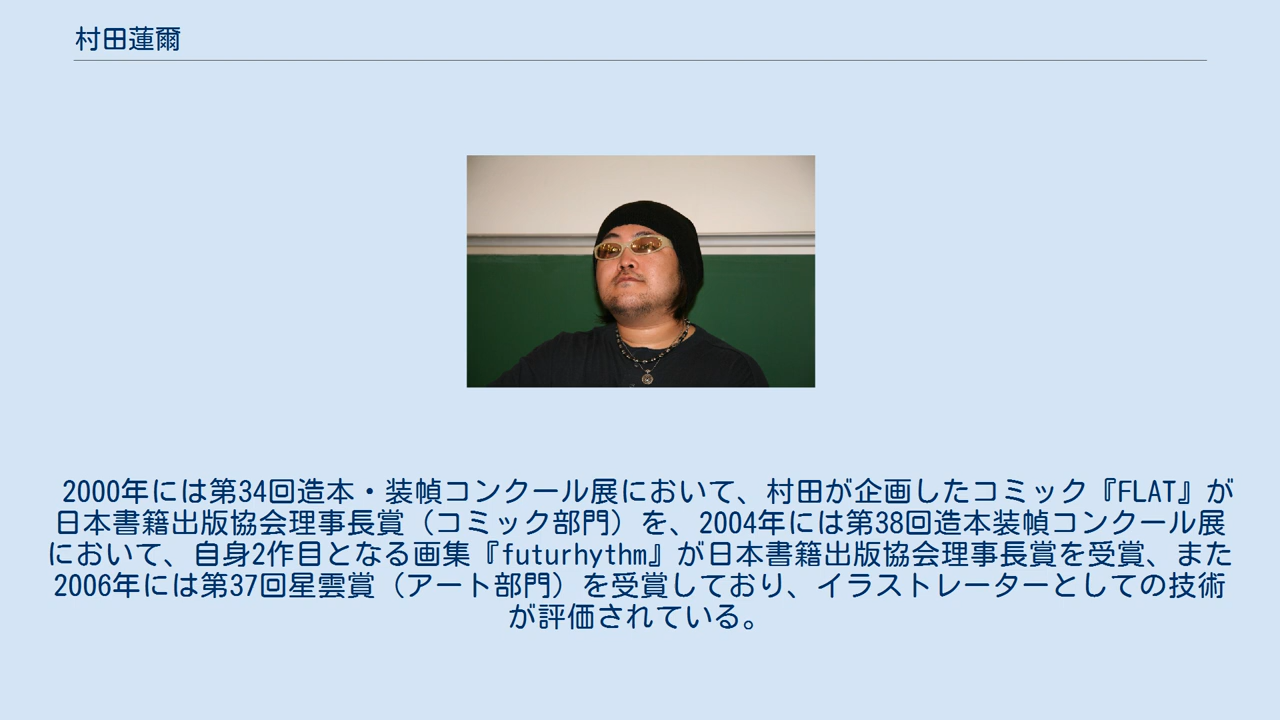 村田蓮爾
2000年には第34回造本・装幀コンクール展において、村田が企画したコミック『FLAT』が
日本書籍出版協会理事長賞（コミック部門）を、2004年には第38回造本装幀コンクール展
において、自身2作目となる画集『futurhythm』が日本書籍出版協会理事長賞を受賞、また
2006年には第37回星雲賞（アート部門）を受賞しており、イラストレーターとしての技術
が評価されている。